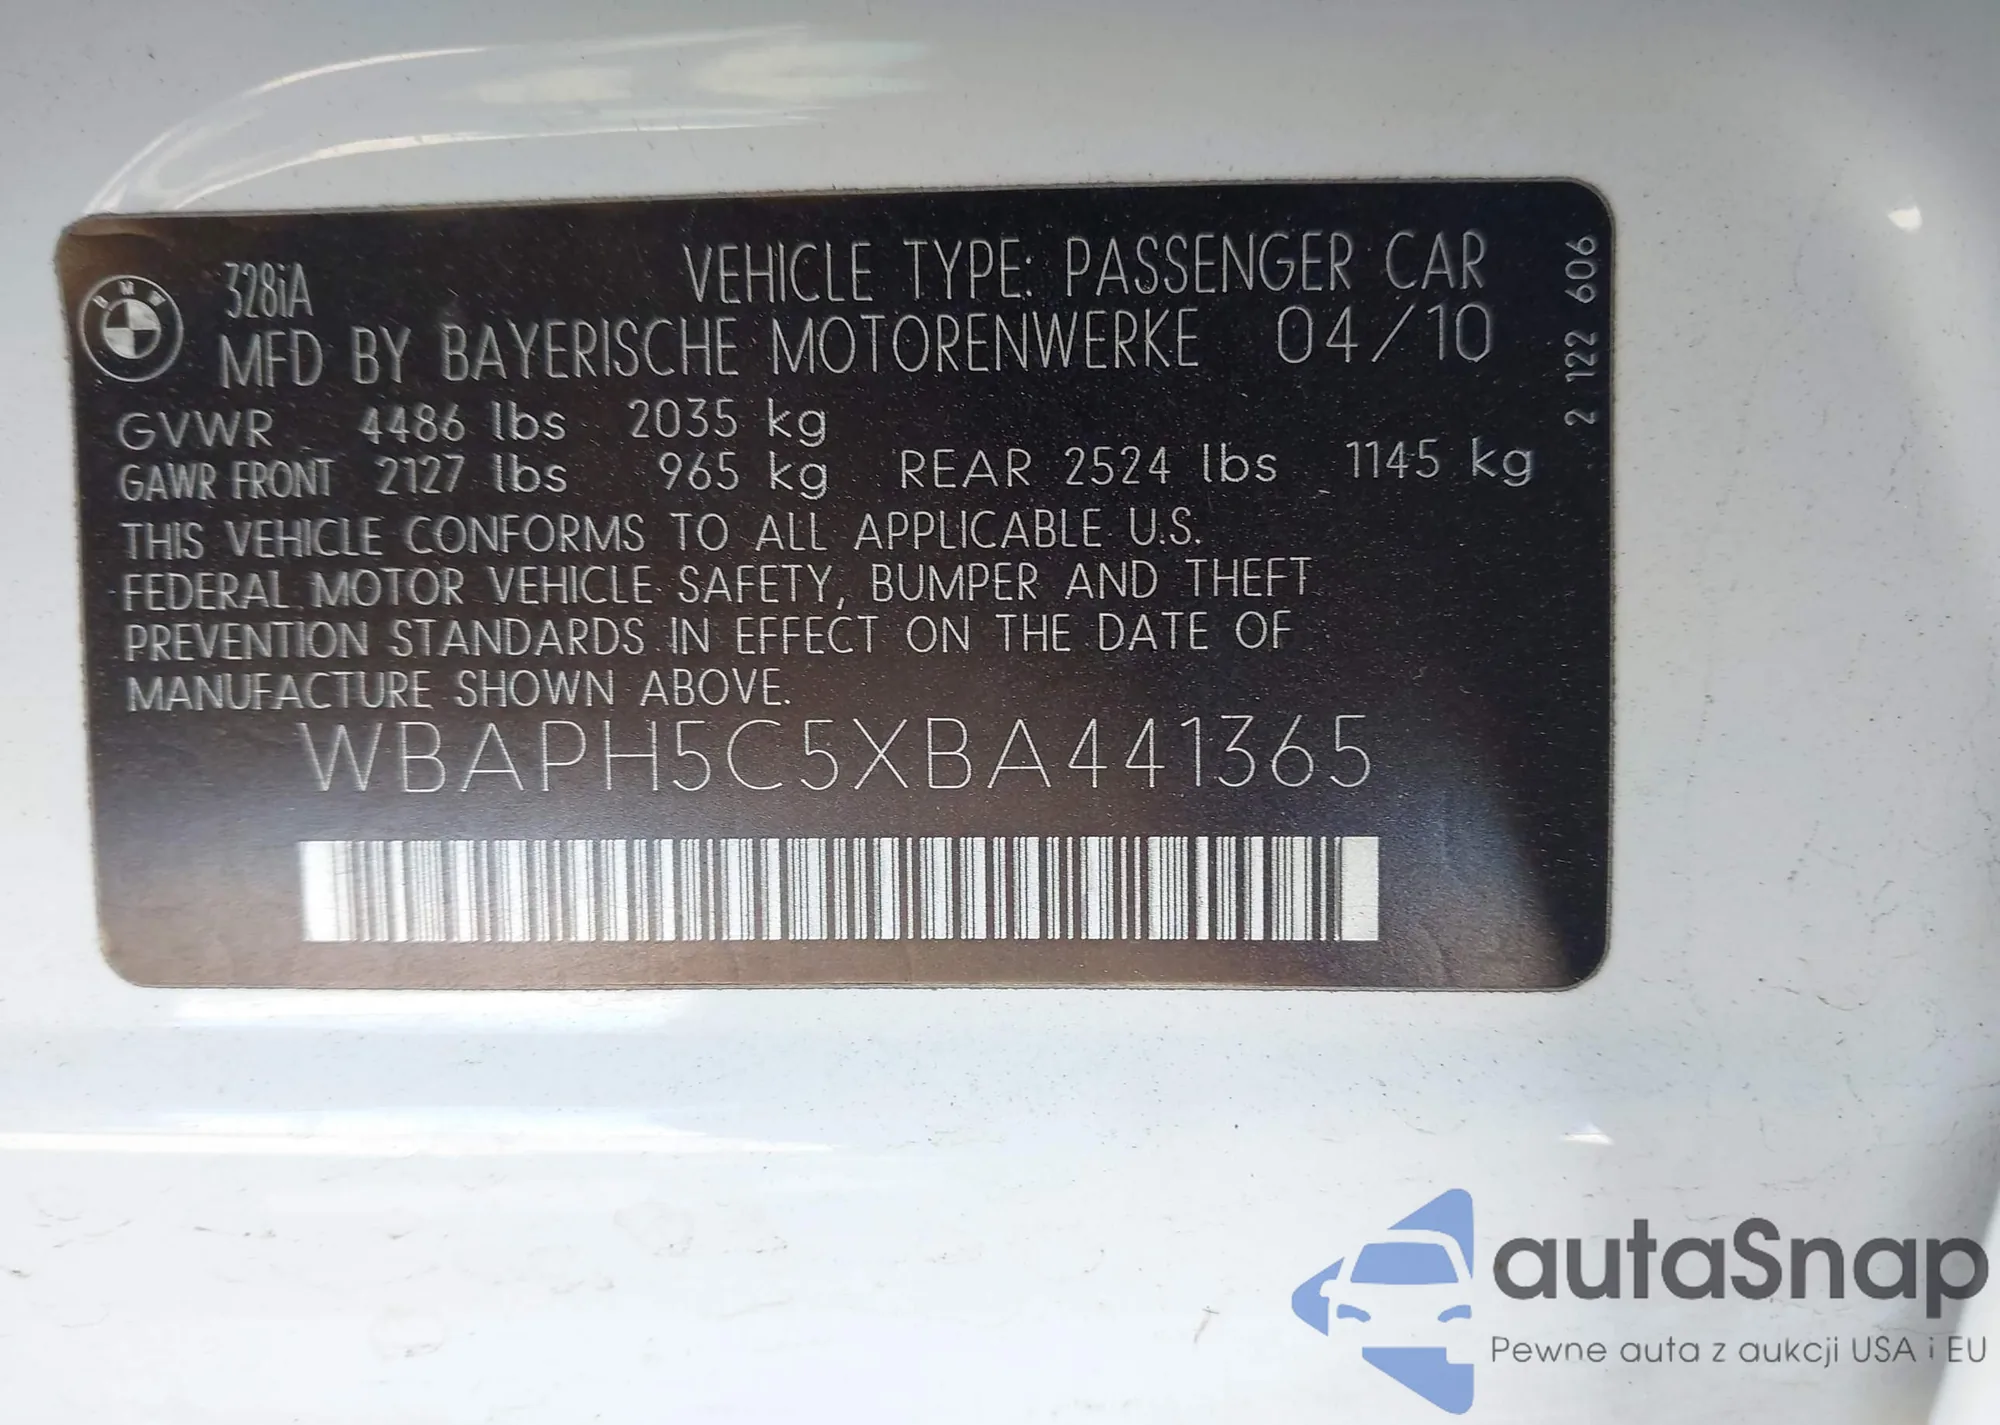 BMW
328iA
VEHICLE TYPE: PASSENGER CAR
MFD BY BAYERISCHE MOTORENWERKE 04/10
GVWR 4486 lbs 2035 kg
GAWR FRONT 2127 lbs 965 kg REAR 2524 lbs 1145 kg
THIS VEHICLE CONFORMS TO ALL APPLICABLE U.S.
FEDERAL MOTOR VEHICLE SAFETY, BUMPER AND THEFT
PREVENTION STANDARDS IN EFFECT ON THE DATE OF
MANUFACTURE SHOWN ABOVE.
WBAPH5C5XBA441365
2 122 606
autaSnap
Pewne auta z aukcji USA i EU